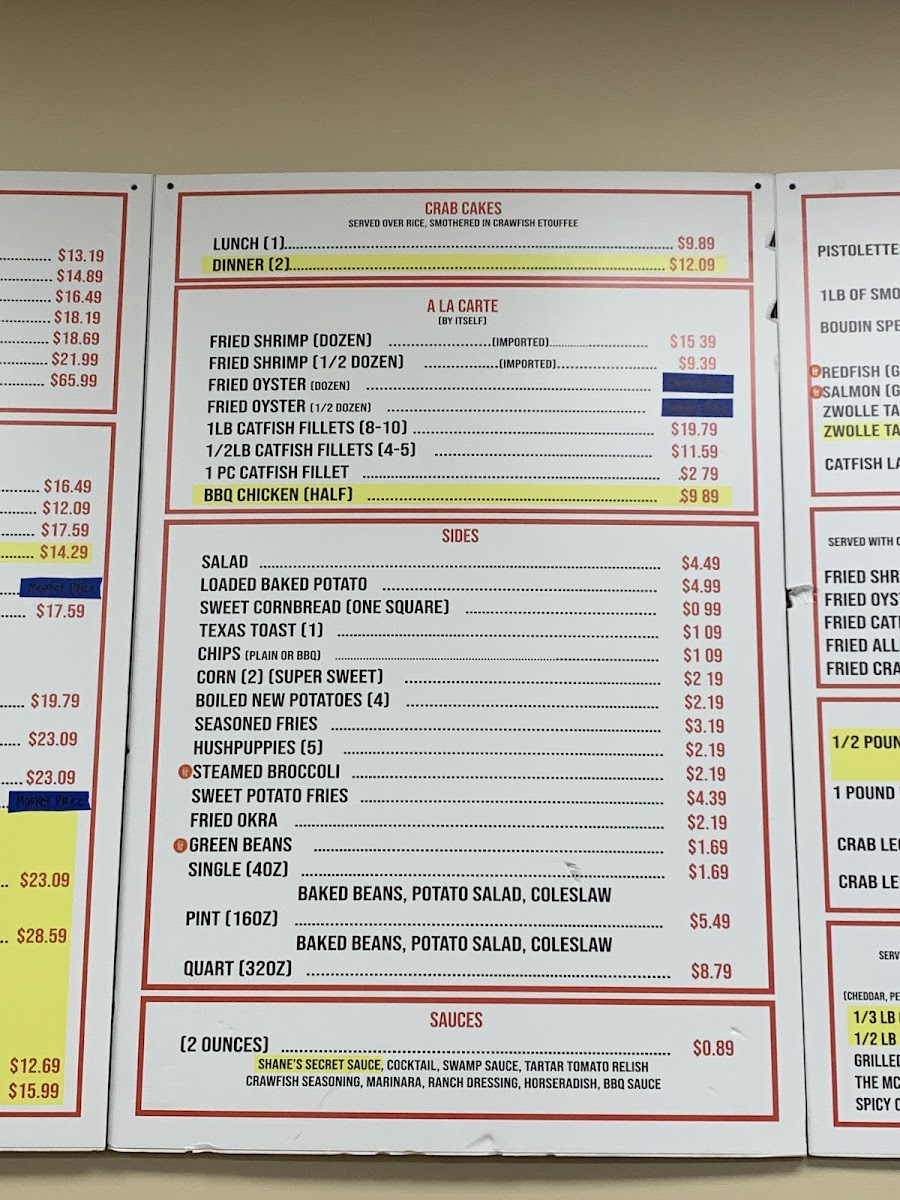 $13.19
$14.89
$16.49
$18.19
$18.69
$21.99
$65.99
$16.49
$12.09
$17.59
$14.29
Market Price
$17.59
$19.79
$23.09
$23.09
Market Price
$23.09
$28.59
$12.69
$15.99
CRAB CAKES
SERVED OVER RICE, SMOTHERED IN CRAWFISH ETOUFFEE
LUNCH (1) $9.89
DINNER (2) $12.09
A LA CARTE
(BY ITSELF)
FRIED SHRIMP (DOZEN) (IMPORTED) $15 39
FRIED SHRIMP (1/2 DOZEN) (IMPORTED) $9.39
FRIED OYSTER (DOZEN)
FRIED OYSTER (1/2 DOZEN)
1LB CATFISH FILLETS (8-10) $19.79
1/2LB CATFISH FILLETS (4-5) $11.59
1 PC CATFISH FILLET $2 79
BBQ CHICKEN (HALF) $9 89
SIDES
SALAD $4.49
LOADED BAKED POTATO $4.99
SWEET CORNBREAD (ONE SQUARE) $0 99
TEXAS TOAST (1) $1 09
CHIPS (PLAIN OR BBQ) $1 09
CORN (2) (SUPER SWEET) $2 19
BOILED NEW POTATOES (4) $2.19
SEASONED FRIES $3.19
HUSHPUPPIES (5) $2.19
STEAMED BROCCOLI $2.19
SWEET POTATO FRIES $4.39
FRIED OKRA $2.19
GREEN BEANS $1.69
SINGLE (4OZ) $1.69
BAKED BEANS, POTATO SALAD, COLESLAW
PINT (16OZ) $5.49
BAKED BEANS, POTATO SALAD, COLESLAW
QUART (32OZ) $8.79
SAUCES
(2 OUNCES) $0.89
SHANE'S SECRET SAUCE, COCKTAIL, SWAMP SAUCE, TARTAR TOMATO RELISH
CRAWFISH SEASONING, MARINARA, RANCH DRESSING, HORSERADISH, BBQ SAUCE
PISTOLETTES
1LB OF SMO
BOUDIN SPE
REDFISH (G
SALMON (G
ZWOLLE TA
ZWOLLE TA
CATFISH LA
SERVED WITH
FRIED SHR
FRIED OYS
FRIED CAT
FRIED ALL
FRIED CRA
1/2 POUN
1 POUND
CRAB LE
CRAB LE
SERV
(CHEDDAR, PE
1/3 LB
1/2 LB
GRILLED
THE MC
SPICY